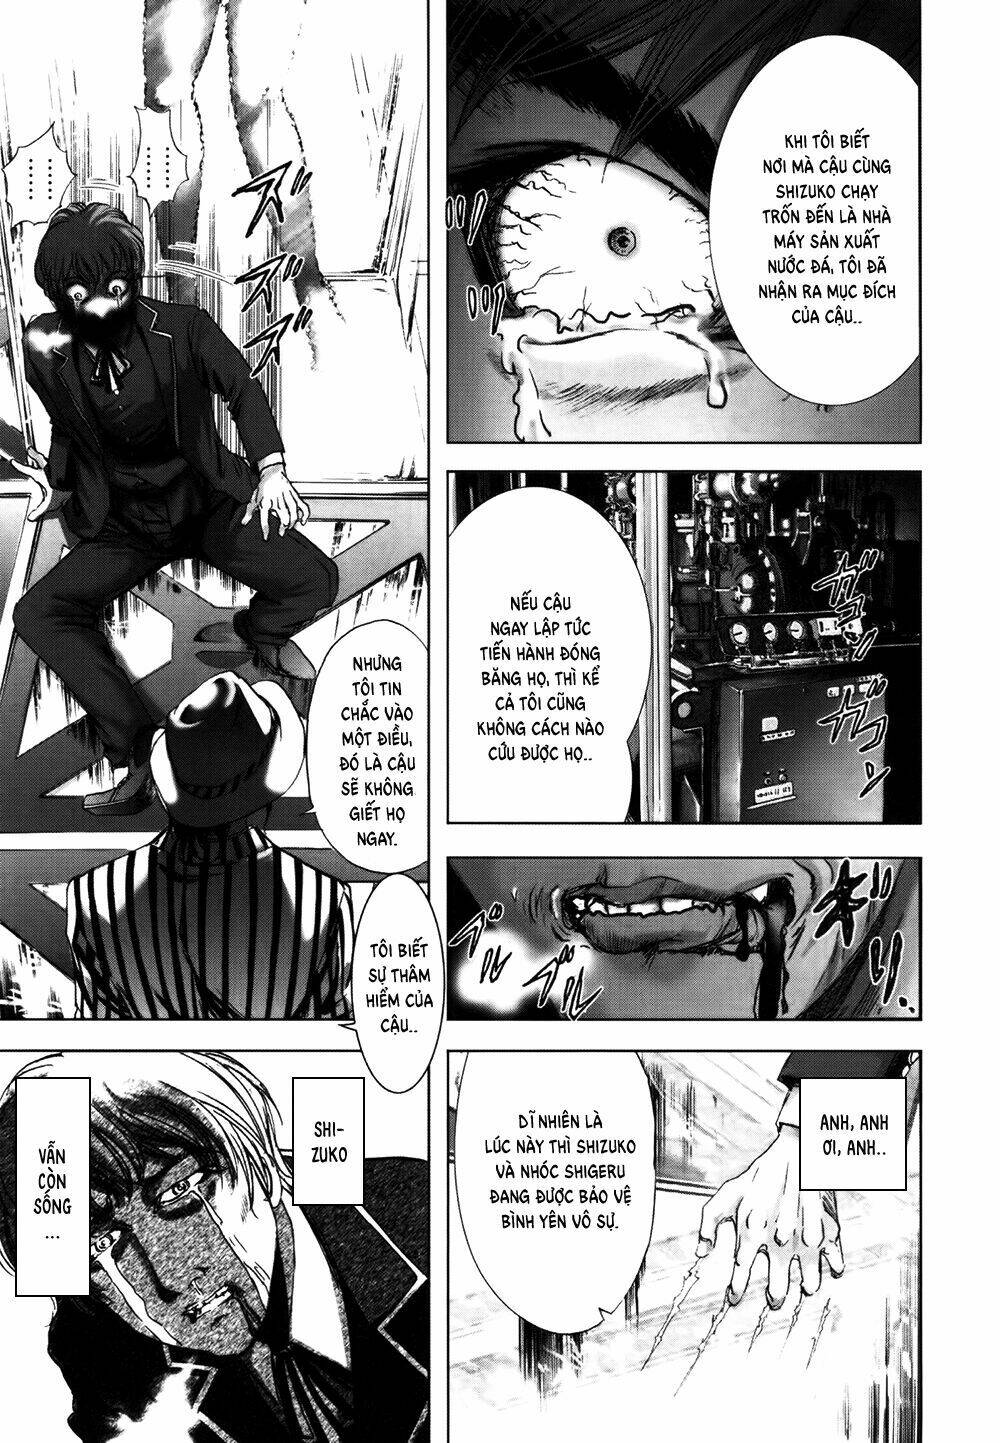 KHI TÔI BIẾT
NƠI MÀ CẬU CÙNG
SHIZUKO CHẠY
TRỐN ĐẾN LÀ NHÀ
MÁY SẢN XUẤT
NƯỚC ĐÁ, TÔI ĐÃ
NHẬN RA MỤC ĐÍCH
CỦA CẬU..
NẾU CẬU
NGAY LẬP TỨC
TIẾN HÀNH ĐÓNG
BĂNG HỌ, THÌ KỂ
CẢ TÔI CŨNG
KHÔNG CÁCH NÀO
CỨU ĐƯỢC HỌ..
ANH, ANH
ƠI, ANH..
DĨ NHIÊN LÀ
LÚC NÀY THÌ SHIZUKO
VÀ NHÓC SHIGERU
ĐANG ĐƯỢC BẢO VỆ
BÌNH YÊN VÔ SỰ.
......
......
NHƯNG
TÔI TIN
CHẮC VÀO
MỘT ĐIỀU,
ĐÓ LÀ CẬU
SẼ KHÔNG
GIẾT HỌ
NGAY.
TÔI BIẾT
SỰ THÂM
HIỂM CỦA
CẬU..
SHI-
ZUKO
VẪN
CÒN
SỐNG
...